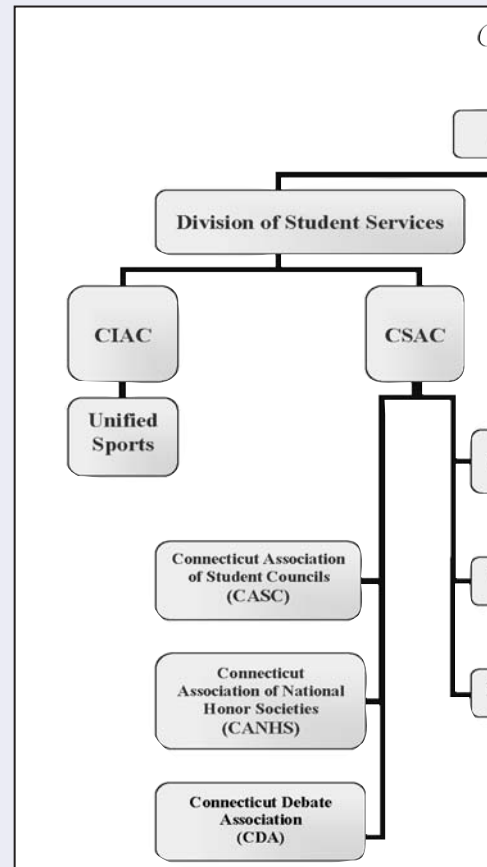 Division of Student Services
CIAC
CSAC
Unified
Sports
Connecticut Association
of Student Councils
(CASC)
Connecticut
Association of National
Honor Societies
(CANHS)
Connecticut Debate
Association
(CDA)